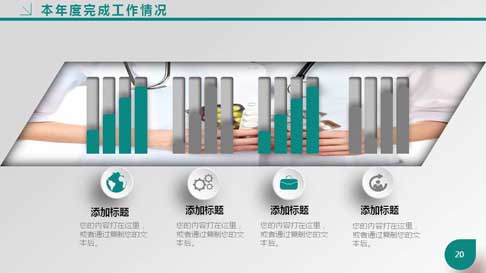 本年度完成工作情况
添加标题
您的内容打在这里，
或者通过复制您的文
本后。
添加标题
您的内容打在这里，
或者通过复制您的文
本后。
添加标题
您的内容打在这里，
或者通过复制您的文
本后。
添加标题
您的内容打在这里，
或者通过复制您的文
本后。
20